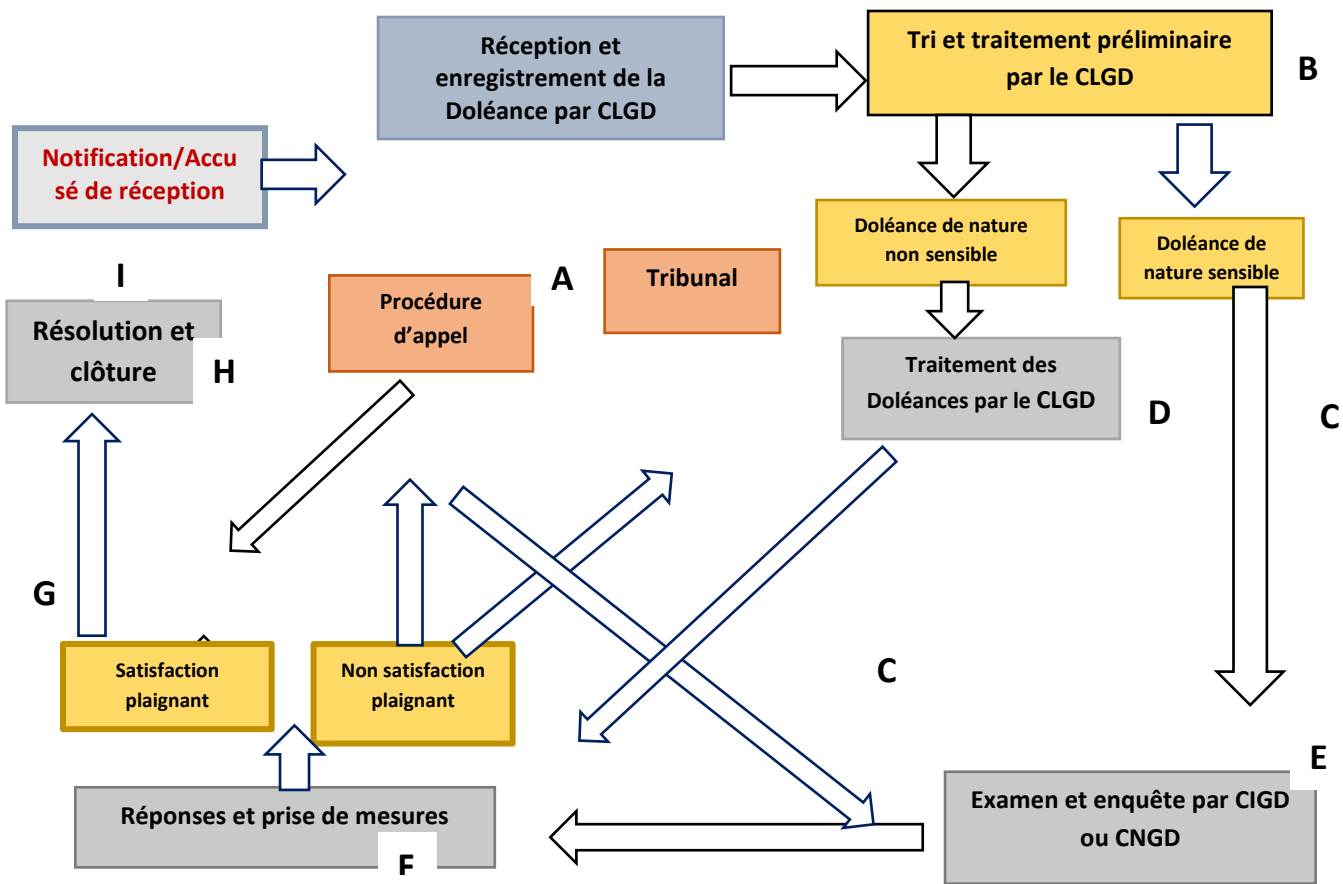 Réception et
enregistrement de la
Doléance par CLGD
Tri et traitement préliminaire
par le CLGD
B
Notification/Accu
sé de réception
Doléance de nature
non sensible
Doléance de
nature sensible
I
A
Procédure
d'appel
Tribunal
Résolution et
clôture
H
Traitement des
Doléances par le CLGD
D
C
G
Satisfaction
plaignant
Non satisfaction
plaignant
C
E
Réponses et prise de mesures
Examen et enquête par CIGD
ou CNGD